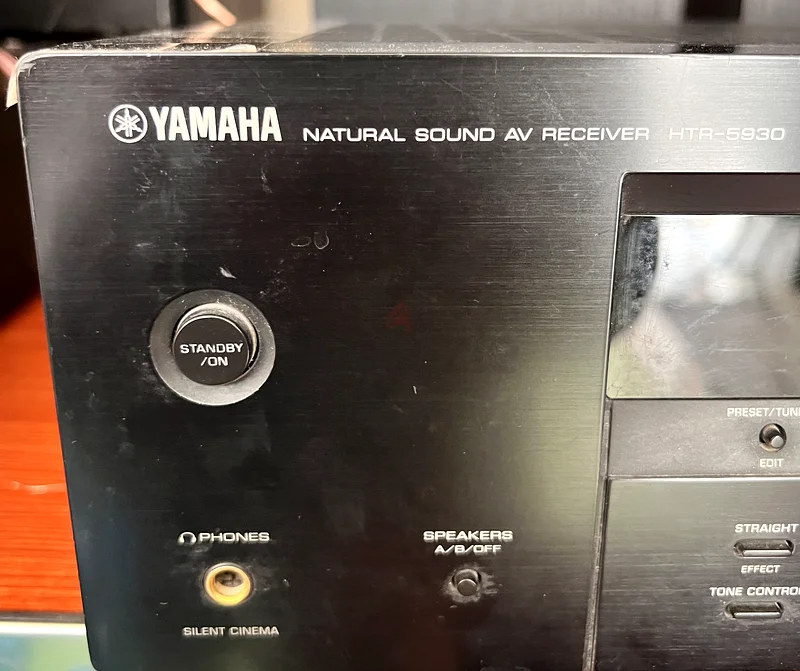 YAMAHA NATURAL SOUND AV RECEIVER HTR-5930
STANDBY
/ON
PRESET/TUNI
EDIT
PHONES
SPEAKERS
A/B/OFF
SILENT CINEMA
STRAIGHT
EFFECT
TONE CONTRO